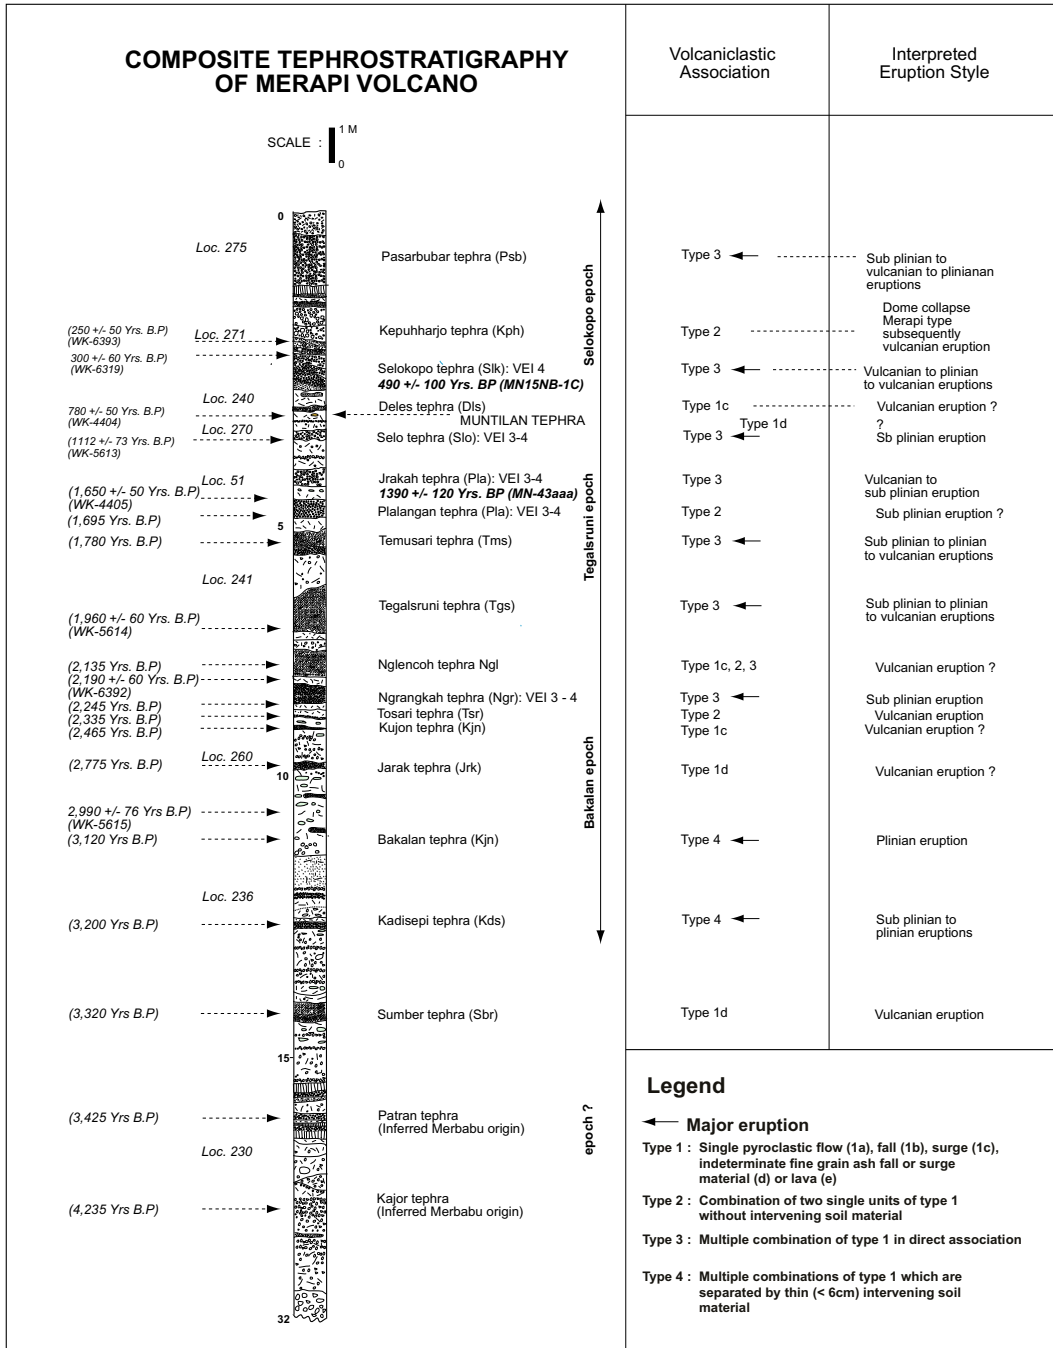 COMPOSITE TEPHROSTRATIGRAPHY
OF MERAPI VOLCANO
Volcaniclastic
Association
Interpreted
Eruption Style
SCALE :
1 M
0
0
5
10
15
32
Loc. 275
(250 +/- 50 Yrs. B.P)
(WK-6393)
Loc. 271
300 +/- 60 Yrs. B.P)
(WK-6319)
Loc. 240
780 +/- 50 Yrs. B.P)
(WK-4404)
Loc. 270
(1112 +/- 73 Yrs. B.P)
(WK-5613)
Loc. 51
(1,650 +/- 50 Yrs. B.P)
(WK-4405)
(1,695 Yrs. B.P)
(1,780 Yrs. B.P)
Loc. 241
(1,960 +/- 60 Yrs. B.P)
(WK-5614)
(2,135 Yrs. B.P)
(2,190 +/- 60 Yrs. B.P)
(WK-6392)
(2,245 Yrs. B.P)
(2,335 Yrs. B.P)
(2,465 Yrs. B.P)
(2,775 Yrs. B.P)
Loc. 260
2,990 +/- 76 Yrs B.P)
(WK-5615)
(3,120 Yrs B.P)
Loc. 236
(3,200 Yrs B.P)
(3,320 Yrs B.P)
(3,425 Yrs B.P)
Loc. 230
(4,235 Yrs B.P)
Pasarbubar tephra (Psb)
Kepuhharjo tephra (Kph)
Selokopo tephra (Slk): VEI 4
490 +/- 100 Yrs. BP (MN15NB-1C)
Deles tephra (Dls)
MUNTILAN TEPHRA
Selo tephra (Slo): VEI 3-4
Jrakah tephra (Pla): VEI 3-4
1390 +/- 120 Yrs. BP (MN-43aaa)
Plalangan tephra (Pla): VEI 3-4
Temusari tephra (Tms)
Tegalsruni tephra (Tgs)
Nglencoh tephra Ngl
Ngrangkah tephra (Ngr): VEI 3 - 4
Tosari tephra (Tsr)
Kujon tephra (Kjn)
Jarak tephra (Jrk)
Bakalan tephra (Kjn)
Kadisepi tephra (Kds)
Sumber tephra (Sbr)
Patran tephra
(Inferred Merbabu origin)
Kajor tephra
(Inferred Merbabu origin)
Selokopo epoch
Tegalsruni epoch
Bakalan epoch
epoch ?
Type 3
Sub plinian to
vulcanian to plinianan
eruptions
Type 2
Dome collapse
Merapi type
subsequently
vulcanian eruption
Type 3
Vulcanian to plinian
to vulcanian eruptions
Type 1c
Vulcanian eruption ?
Type 1d
?
Type 3
Sb plinian eruption
Type 3
Vulcanian to
sub plinian eruption
Type 2
Sub plinian eruption ?
Type 3
Sub plinian to plinian
to vulcanian eruptions
Type 3
Sub plinian to plinian
to vulcanian eruptions
Type 1c, 2, 3
Vulcanian eruption ?
Type 3
Sub plinian eruption
Type 2
Vulcanian eruption
Type 1c
Vulcanian eruption ?
Type 1d
Vulcanian eruption ?
Type 4
Plinian eruption
Type 4
Sub plinian to
plinian eruptions
Type 1d
Vulcanian eruption
Legend
Major eruption
Type 1 : Single pyroclastic flow (1a), fall (1b), surge (1c),
indeterminate fine grain ash fall or surge
material (d) or lava (e)
Type 2 : Combination of two single units of type 1
without intervening soil material
Type 3 : Multiple combination of type 1 in direct association
Type 4 : Multiple combinations of type 1 which are
separated by thin (< 6cm) intervening soil
material